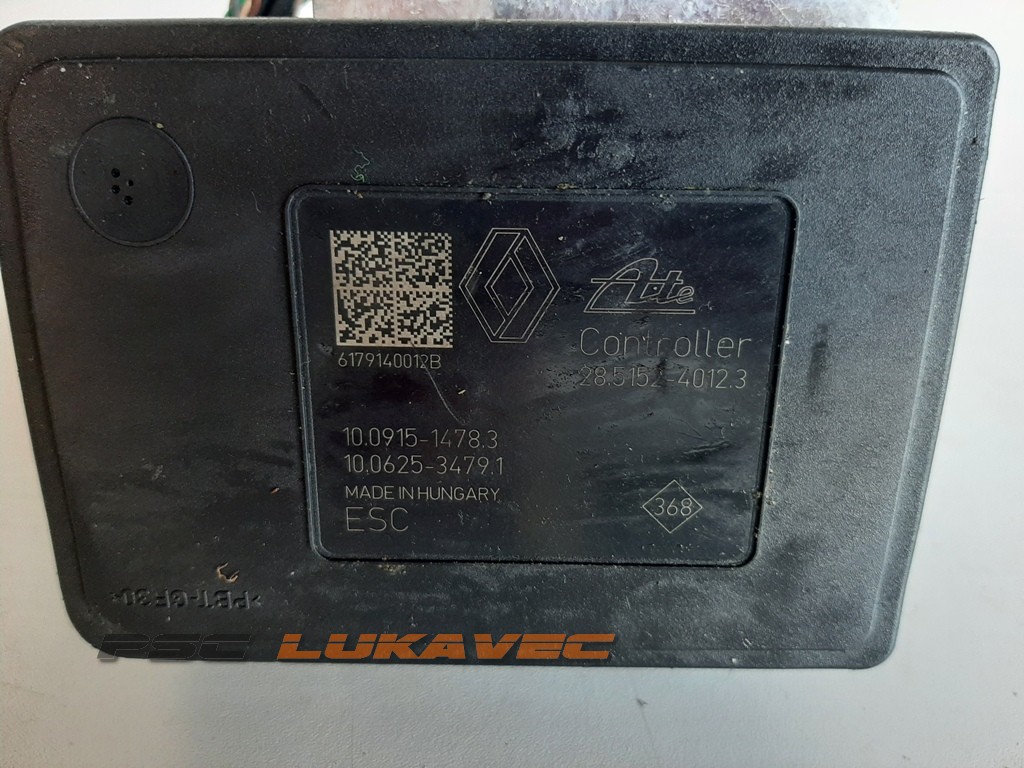 Ate
Controller
28.5152-4012.3
6179140012B
10.0915-1478.3
10.0625-3479.1
MADE IN HUNGARY
ESC
368
>PBT-GF30<
PSC LUKAVEC